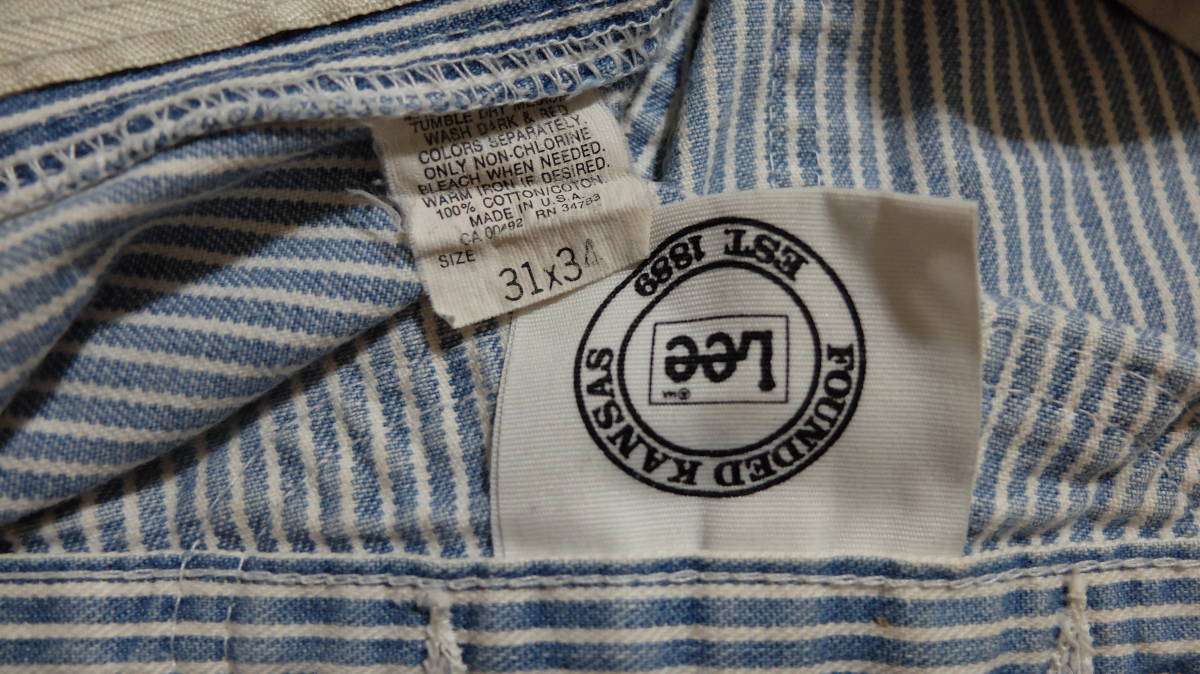 TUMBLE DRY
WASH DARK & RED
COLORS SEPARATELY.
ONLY NON-CHLORINE
BLEACH WHEN NEEDED.
WARM IRON IF DESIRED.
100% COTTON/COTON
MADE IN U.S.A.
CA 00492 RN 34783
SIZE
31x34
EST 1889
Lee
®
FOUNDED KANSAS